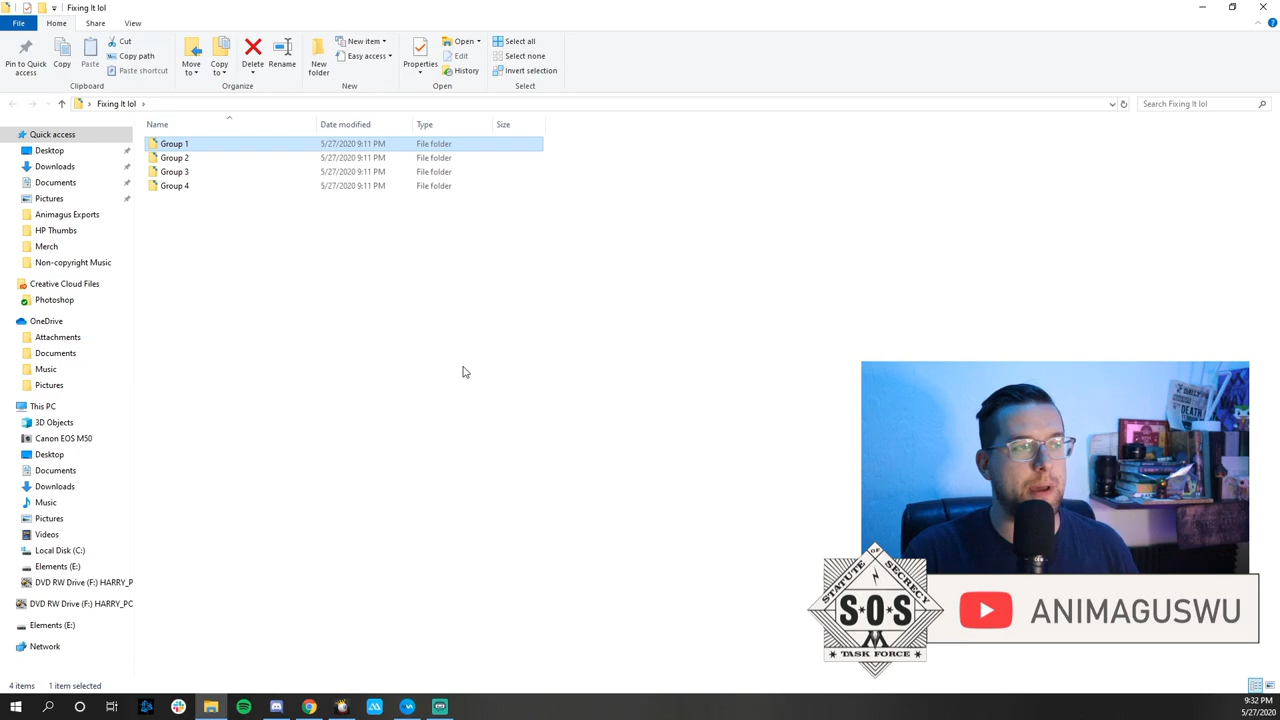 Fixing It lol
File Home Share View
Pin to Quick access
Copy
Paste
Cut
Copy path
Paste shortcut
Clipboard
Move to
Copy to
Delete
Rename
Organize
New folder
New item
Easy access
New
Properties
Open
Edit
History
Open
Select all
Select none
Invert selection
Select
Fixing It lol
Search Fixing It lol
Name Date modified Type Size
Group 1 5/27/2020 9:11 PM File folder
Group 2 5/27/2020 9:11 PM File folder
Group 3 5/27/2020 9:11 PM File folder
Group 4 5/27/2020 9:11 PM File folder
Quick access
Desktop
Downloads
Documents
Pictures
Animagus Exports
HP Thumbs
Merch
Non-copyright Music
Creative Cloud Files
Photoshop
OneDrive
Attachments
Documents
Music
Pictures
This PC
3D Objects
Canon EOS M50
Desktop
Documents
Downloads
Music
Pictures
Videos
Local Disk (C:)
Elements (E:)
DVD RW Drive (F:) HARRY_P
DVD RW Drive (F:) HARRY_PC
Elements (E:)
Network
STATUTE OF SECRECY
S.O.S
TASK FORCE
ANIMAGUSWU
4 items 1 item selected
9:32 PM
5/27/2020